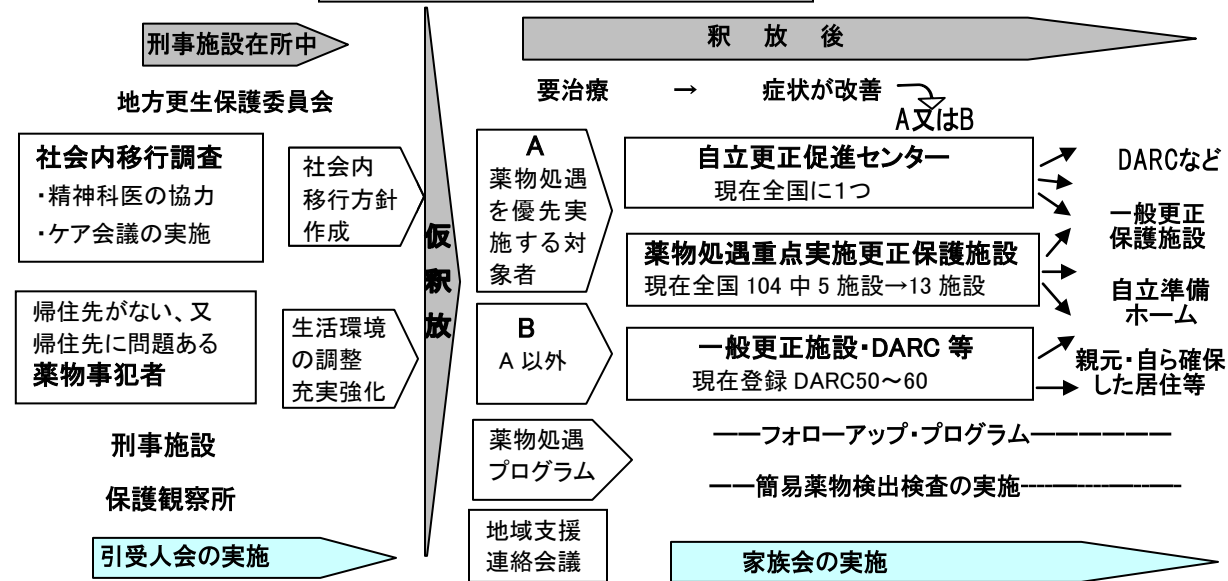 刑事施設在所中
釈 放 後
地方更生保護委員会
要治療 → 症状が改善
A又はB
社会内移行調査
・精神科医の協力
・ケア会議の実施
社会内
移行方針
作成
帰住先がない、又
帰住先に問題ある
薬物事犯者
生活環境
の調整
充実強化
刑事施設
保護観察所
引受人会の実施
仮
釈
放
A
薬物処遇
を優先実
施する対
象者
B
A 以外
薬物処遇
プログラム
地域支援
連絡会議
自立更正促進センター
現在全国に1つ
薬物処遇重点実施更正保護施設
現在全国 104 中 5 施設→13 施設
一般更正施設・DARC 等
現在登録 DARC50~60
DARCなど
一般更正
保護施設
自立準備
ホーム
親元・自ら確保
した居住等
――フォローアップ・プログラム――――――
――簡易薬物検出検査の実施-------------------
家族会の実施